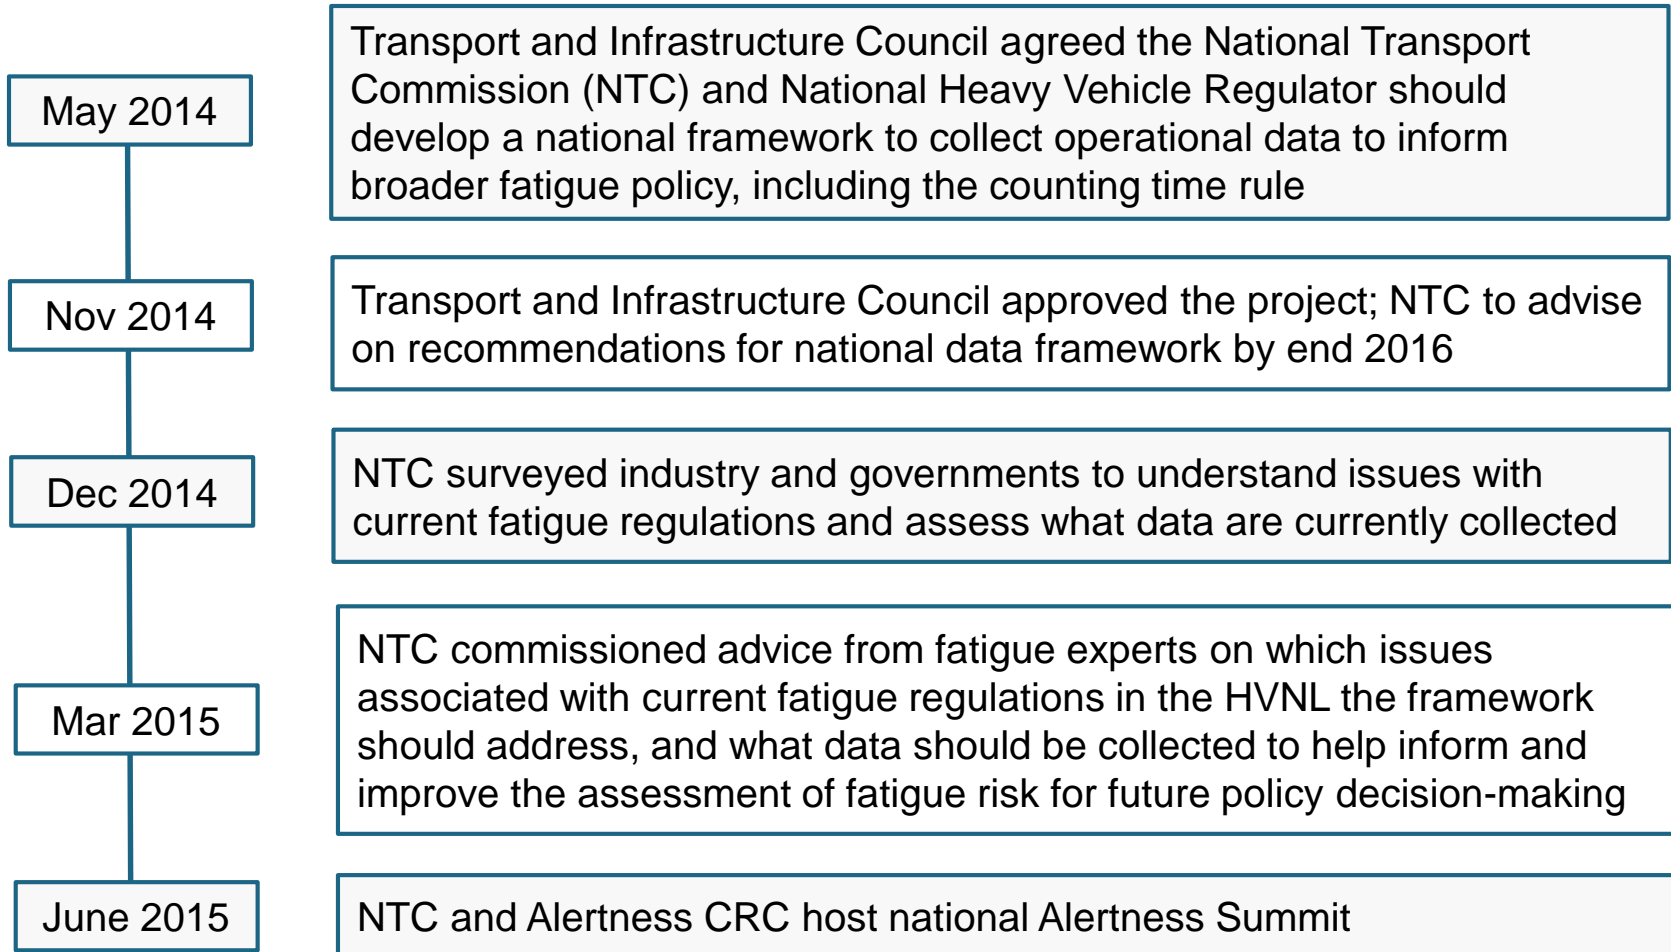 May 2014
Transport and Infrastructure Council agreed the National Transport
Commission (NTC) and National Heavy Vehicle Regulator should
develop a national framework to collect operational data to inform
broader fatigue policy, including the counting time rule
Nov 2014
Transport and Infrastructure Council approved the project; NTC to advise
on recommendations for national data framework by end 2016
Dec 2014
NTC surveyed industry and governments to understand issues with
current fatigue regulations and assess what data are currently collected
Mar 2015
NTC commissioned advice from fatigue experts on which issues
associated with current fatigue regulations in the HVNL the framework
should address, and what data should be collected to help inform and
improve the assessment of fatigue risk for future policy decision-making
June 2015
NTC and Alertness CRC host national Alertness Summit